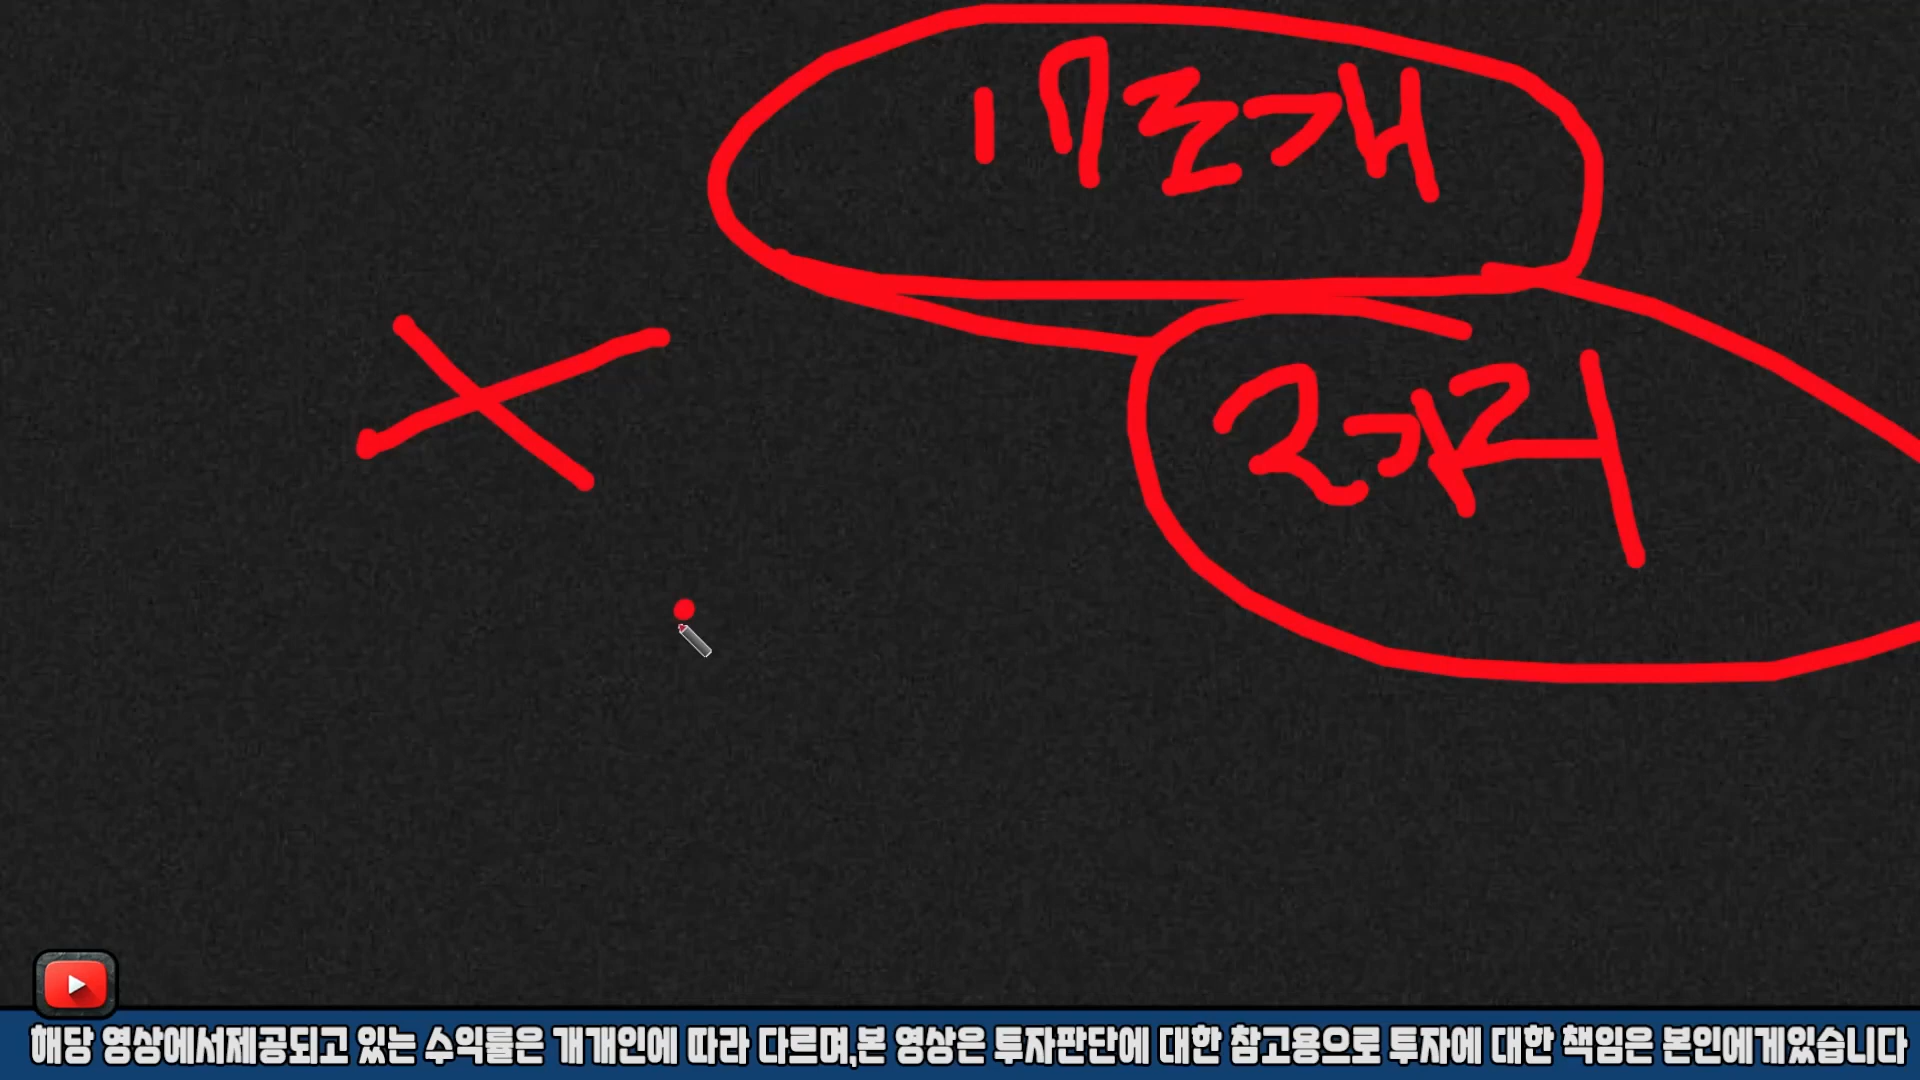 17조개
2가지
해당 영상에서제공되고 있는 수익률은 개개인에 따라 다르며,본 영상은 투자판단에 대한 참고용으로 투자에 대한 책임은 본인에게있습니다